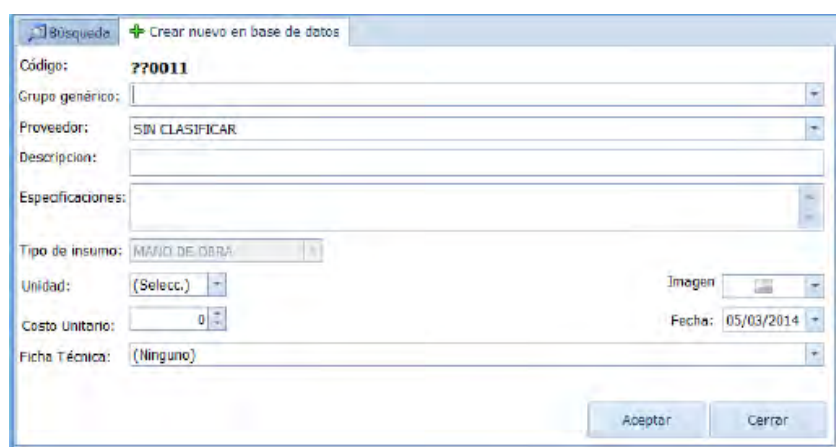 Búsqueda Crear nuevo en base de datos
Código: ??0011
Grupo genérico:
Proveedor: SIN CLASIFICAR
Descripcion:
Especificaciones:
Tipo de insumo: MANO DE OBRA
Unidad: (Selecc.) Imagen
Costo Unitario: 0 Fecha: 05/03/2014
Ficha Técnica: (Ninguno)
Aceptar Cerrar